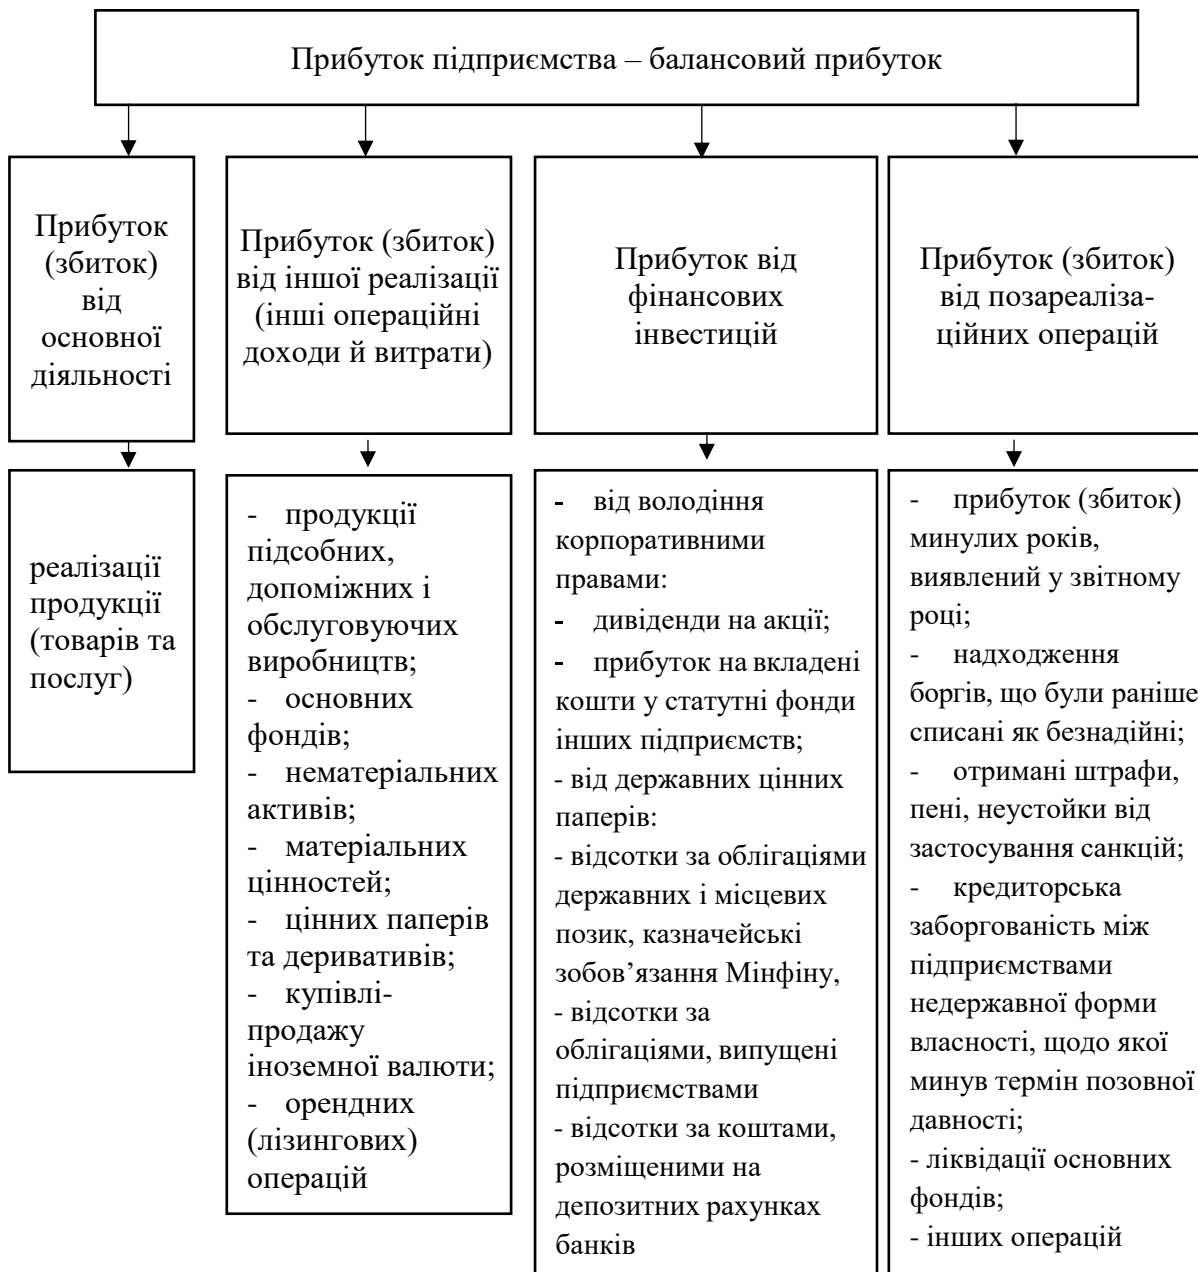 Прибуток підприємства – балансовий прибуток
Прибуток
(збиток)
від
основної
діяльності
Прибуток (збиток)
від іншої реалізації
(інші операційні
доходи й витрати)
Прибуток від
фінансових
інвестицій
Прибуток (збиток)
від позареаліза-
ційних операцій
реалізації
продукції
(товарів та
послуг)
- продукції
підсобних,
допоміжних і
обслуговуючих
виробництв;
- основних
фондів;
- нематеріальних
активів;
- матеріальних
цінностей;
- цінних паперів
та деривативів;
- купівлі-
продажу
іноземної валюти;
- орендних
(лізингових)
операцій
- від володіння
корпоративними
правами:
- дивіденди на акції;
- прибуток на вкладені
кошти у статутні фонди
інших підприємств;
- від державних цінних
паперів:
- відсотки за облігаціями
державних і місцевих
позик, казначейські
зобов’язання Мінфіну,
- відсотки за
облігаціями, випущені
підприємствами
- відсотки за коштами,
розміщеними на
депозитних рахунках
банків
- прибуток (збиток)
минулих років,
виявлений у звітному
році;
- надходження
боргів, що були раніше
списані як безнадійні;
- отримані штрафи,
пені, неустойки від
застосування санкцій;
- кредиторська
заборгованість між
підприємствами
недержавної форми
власності, щодо якої
минув термін позовної
давності;
- ліквідації основних
фондів;
- інших операцій